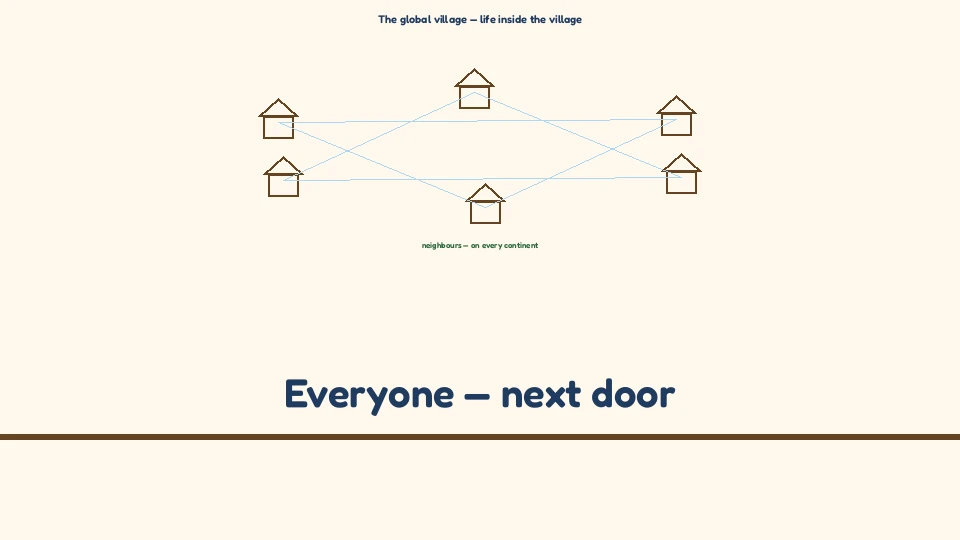 The global village — life inside the village
neighbours — on every continent
Everyone — next door